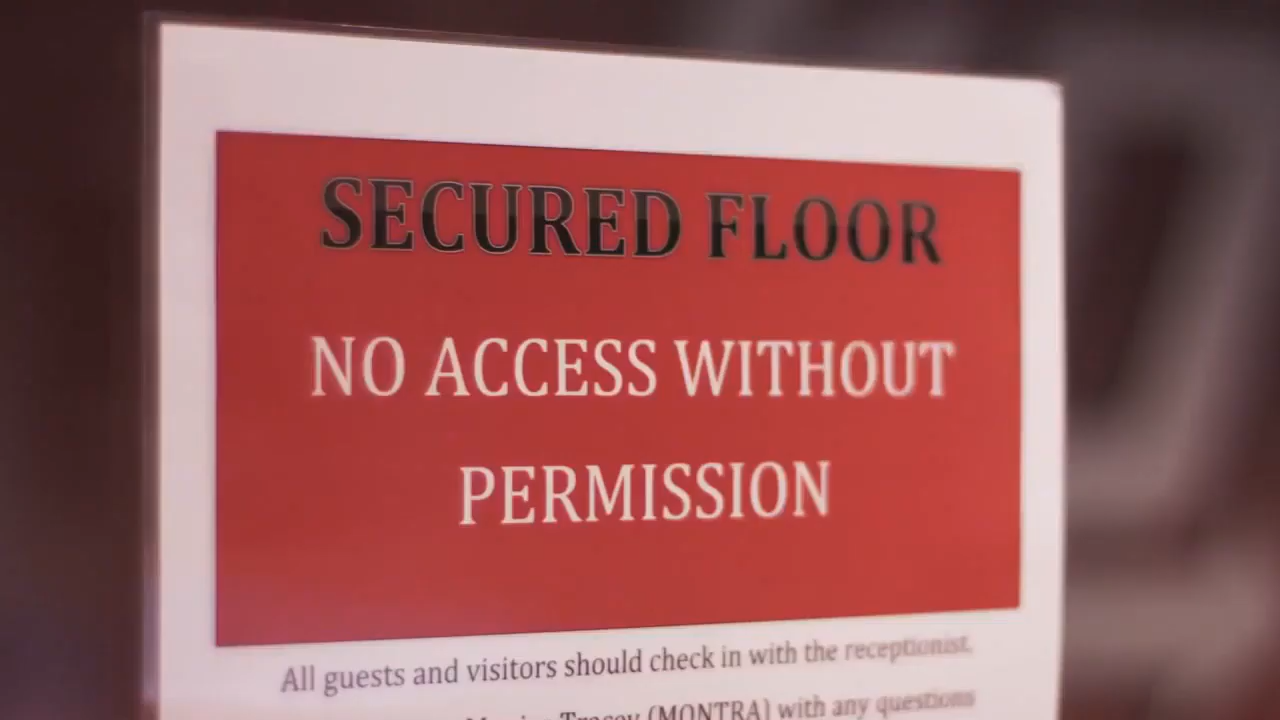 SECURED FLOOR
NO ACCESS WITHOUT
PERMISSION
All guests and visitors should check in with the receptionist.
Tracey (MONTRA) with any questions